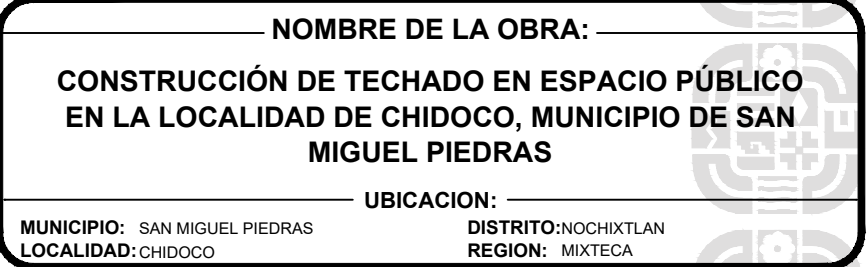 NOMBRE DE LA OBRA:
CONSTRUCCIÓN DE TECHADO EN ESPACIO PÚBLICO
EN LA LOCALIDAD DE CHIDOCO, MUNICIPIO DE SAN
MIGUEL PIEDRAS
UBICACION:
MUNICIPIO: SAN MIGUEL PIEDRAS DISTRITO:NOCHIXTLAN
LOCALIDAD:CHIDOCO REGION: MIXTECA